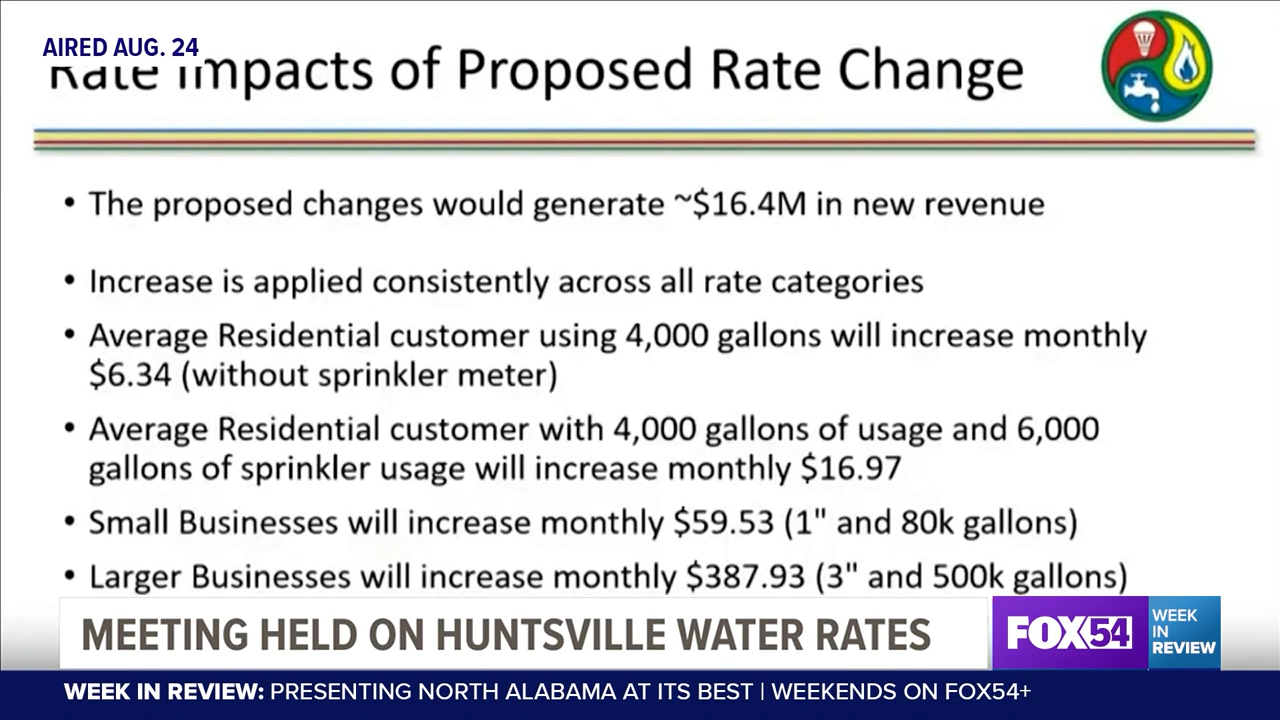 AIRED AUG. 24
Rate Impacts of Proposed Rate Change
• The proposed changes would generate ~$16.4M in new revenue
• Increase is applied consistently across all rate categories
• Average Residential customer using 4,000 gallons will increase monthly
$6.34 (without sprinkler meter)
• Average Residential customer with 4,000 gallons of usage and 6,000
gallons of sprinkler usage will increase monthly $16.97
• Small Businesses will increase monthly $59.53 (1" and 80k gallons)
• Larger Businesses will increase monthly $387.93 (3" and 500k gallons)
MEETING HELD ON HUNTSVILLE WATER RATES
FOX54
WEEK
IN
REVIEW
WEEK IN REVIEW: PRESENTING NORTH ALABAMA AT ITS BEST | WEEKENDS ON FOX54+